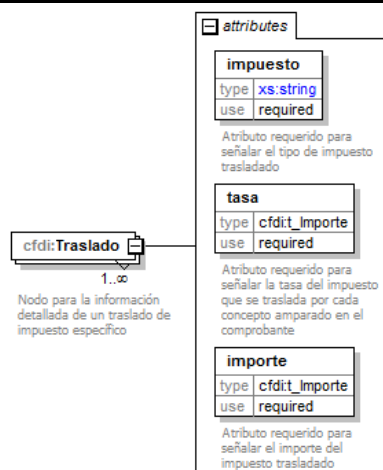 attributes
impuesto
type xs:string
use required
Atributo requerido para
señalar el tipo de impuesto
trasladado
tasa
type cfdi:t_Importe
use required
Atributo requerido para
señalar la tasa del impuesto
que se traslada por cada
concepto amparado en el
comprobante
cfdi:Traslado
1..∞
Nodo para la información
detallada de un traslado de
impuesto específico
importe
type cfdi:t_Importe
use required
Atributo requerido para
señalar el importe del
impuesto trasladado